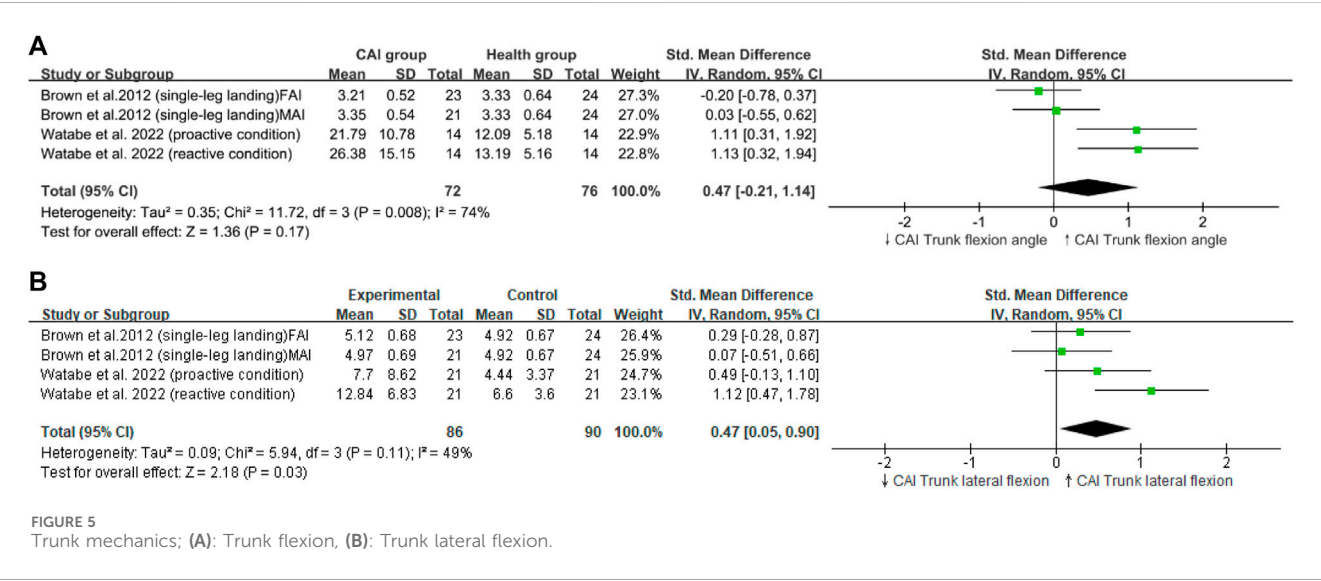 A
CAI group Health group Std. Mean Difference Std. Mean Difference
Study or Subgroup Mean SD Total Mean SD Total Weight IV, Random, 95% CI IV, Random, 95% CI
Brown et al.2012 (single-leg landing)FAI 3.21 0.52 23 3.33 0.64 24 27.3% -0.20 [-0.78, 0.37]
Brown et al.2012 (single-leg landing)MAI 3.35 0.54 21 3.33 0.64 24 27.0% 0.03 [-0.55, 0.62]
Watabe et al. 2022 (proactive condition) 21.79 10.78 14 12.09 5.18 14 22.9% 1.11 [0.31, 1.92]
Watabe et al. 2022 (reactive condition) 26.38 15.15 14 13.19 5.16 14 22.8% 1.13 [0.32, 1.94]
Total (95% CI) 72 76 100.0% 0.47 [-0.21, 1.14]
Heterogeneity: Tau² = 0.35; Chi² = 11.72, df = 3 (P = 0.008); I² = 74%
Test for overall effect: Z = 1.36 (P = 0.17)
-2 -1 0 1 2
↓ CAI Trunk flexion angle ↑ CAI Trunk flexion angle
B
Experimental Control Std. Mean Difference Std. Mean Difference
Study or Subgroup Mean SD Total Mean SD Total Weight IV, Random, 95% CI IV, Random, 95% CI
Brown et al.2012 (single-leg landing)FAI 5.12 0.68 23 4.92 0.67 24 26.4% 0.29 [-0.28, 0.87]
Brown et al.2012 (single-leg landing)MAI 4.97 0.69 21 4.92 0.67 24 25.9% 0.07 [-0.51, 0.66]
Watabe et al. 2022 (proactive condition) 7.7 8.62 21 4.44 3.37 21 24.7% 0.49 [-0.13, 1.10]
Watabe et al. 2022 (reactive condition) 12.84 6.83 21 6.6 3.6 21 23.1% 1.12 [0.47, 1.78]
Total (95% CI) 86 90 100.0% 0.47 [0.05, 0.90]
Heterogeneity: Tau² = 0.09; Chi² = 5.94, df = 3 (P = 0.11); I² = 49%
Test for overall effect: Z = 2.18 (P = 0.03)
-2 -1 0 1 2
↓ CAI Trunk lateral flexion ↑ CAI Trunk lateral flexion
FIGURE 5
Trunk mechanics; (A): Trunk flexion, (B): Trunk lateral flexion.